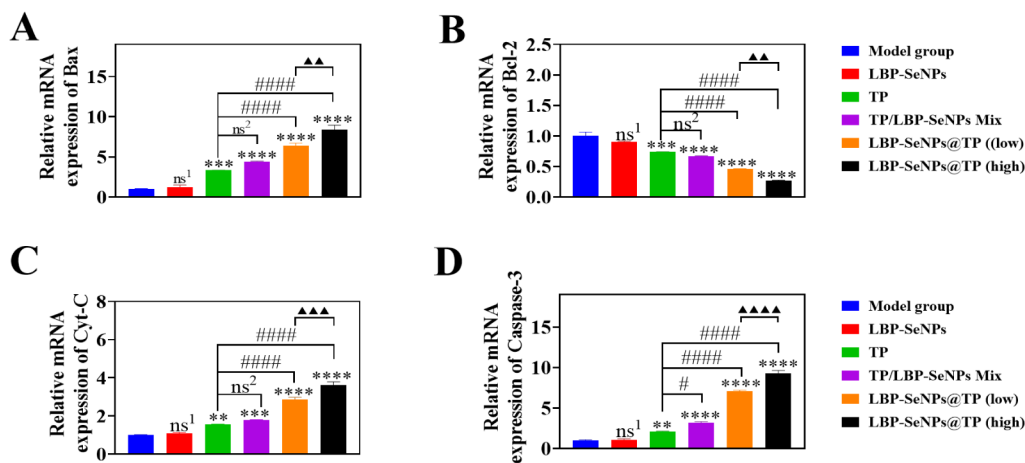 A
Relative mRNA
expression of Bax
0
5
10
15
ns1
***
****
****
****
ns2
####
####
▲▲
B
Relative mRNA
expression of Bcl-2
0.0
0.5
1.0
1.5
2.0
2.5
ns1
***
****
****
****
ns2
####
####
▲▲
Model group
LBP-SeNPs
TP
TP/LBP-SeNPs Mix
LBP-SeNPs@TP ((low)
LBP-SeNPs@TP (high)
C
Relative mRNA
expression of Cyt-C
0
2
4
6
8
ns1
**
***
****
****
ns2
####
####
▲▲▲
D
Relative mRNA
expression of Caspase-3
0
5
10
15
ns1
**
****
****
****
#
####
####
▲▲▲▲
Model group
LBP-SeNPs
TP
TP/LBP-SeNPs Mix
LBP-SeNPs@TP (low)
LBP-SeNPs@TP (high)